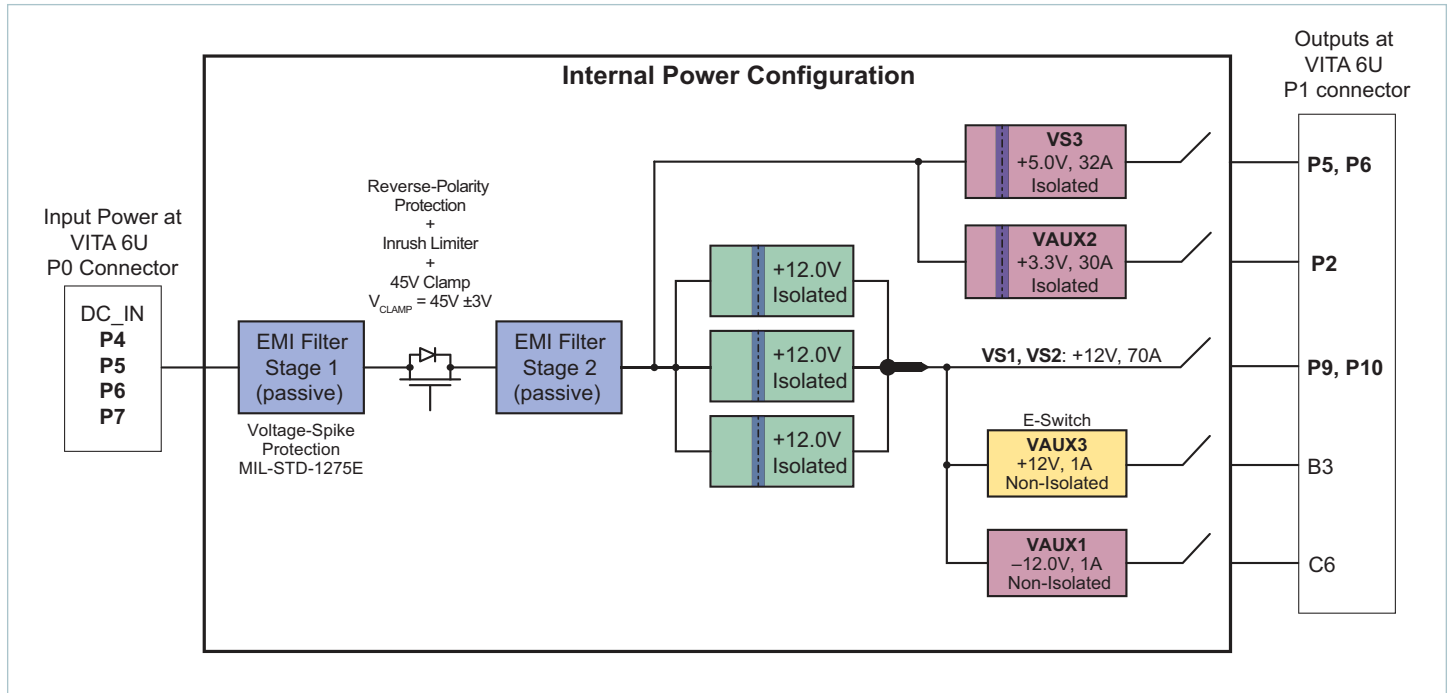 Internal Power Configuration
Input Power at
VITA 6U
P0 Connector
DC_IN
P4
P5
P6
P7
EMI Filter
Stage 1
(passive)
Voltage-Spike
Protection
MIL-STD-1275E
Reverse-Polarity
Protection
+
Inrush Limiter
+
45V Clamp
VCLAMP = 45V ±3V
EMI Filter
Stage 2
(passive)
+12.0V
Isolated
+12.0V
Isolated
+12.0V
Isolated
VS3
+5.0V, 32A
Isolated
VAUX2
+3.3V, 30A
Isolated
VS1, VS2: +12V, 70A
E-Switch
VAUX3
+12V, 1A
Non-Isolated
VAUX1
–12.0V, 1A
Non-Isolated
Outputs at
VITA 6U
P1 connector
P5, P6
P2
P9, P10
B3
C6